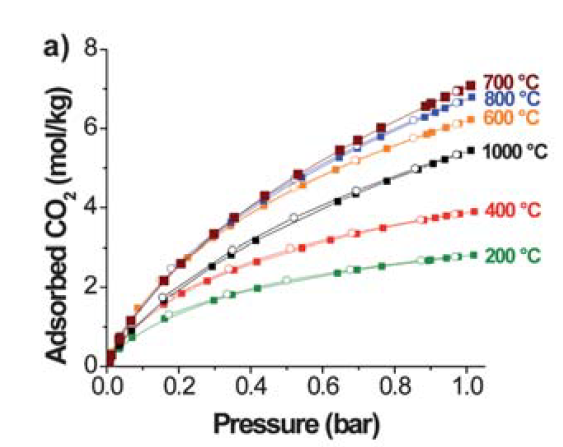 a)
8
6
4
2
0
Adsorbed CO2 (mol/kg)
700 °C
800 °C
600 °C
1000 °C
400 °C
200 °C
0.0 0.2 0.4 0.6 0.8 1.0
Pressure (bar)